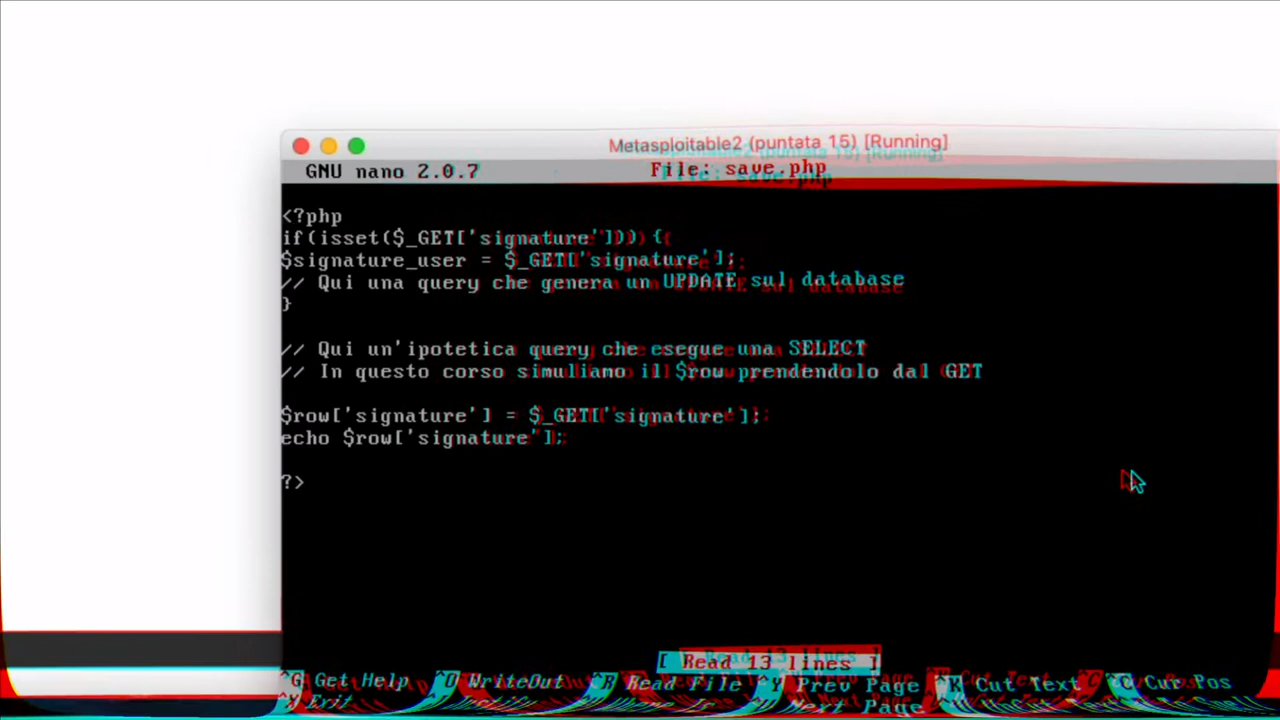 Metasploitable2 (puntata 15) [Running]
GNU nano 2.0.7 File: save.php
<?php
if(isset($_GET['signature'])) {
$signature_user = $_GET['signature'];
// Qui una query che genera un UPDATE sul database
}
// Qui un'ipotetica query che esegue una SELECT
// In questo corso simuliamo il $row prendendolo dal GET
$row['signature'] = $_GET['signature'];
echo $row['signature'];
?>
[ Read 13 lines ]
^G Get Help ^O WriteOut ^R Read File ^Y Prev Page ^K Cut Text ^C Cur Pos
^X Exit Next Page